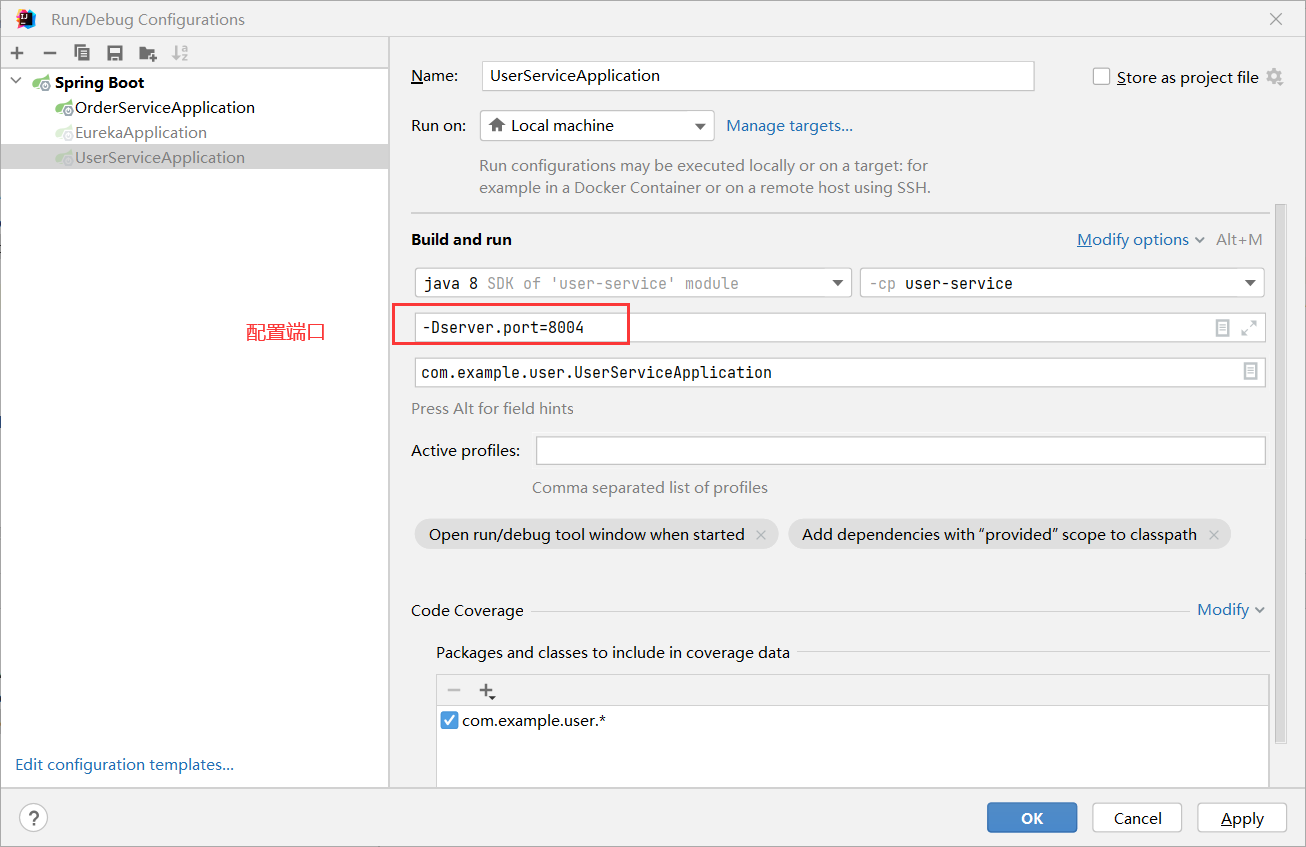 Run/Debug Configurations
Spring Boot
OrderServiceApplication
EurekaApplication
UserServiceApplication
Edit configuration templates...
配置端口
Name:
UserServiceApplication
Store as project file
Run on:
Local machine
Manage targets...
Run configurations may be executed locally or on a target: for
example in a Docker Container or on a remote host using SSH.
Build and run
Modify options
Alt+M
java 8 SDK of 'user-service' module
-cp user-service
-Dserver.port=8004
com.example.user.UserServiceApplication
Press Alt for field hints
Active profiles:
Comma separated list of profiles
Open run/debug tool window when started
Add dependencies with “provided” scope to classpath
Code Coverage
Modify
Packages and classes to include in coverage data
com.example.user.*
?
OK
Cancel
Apply